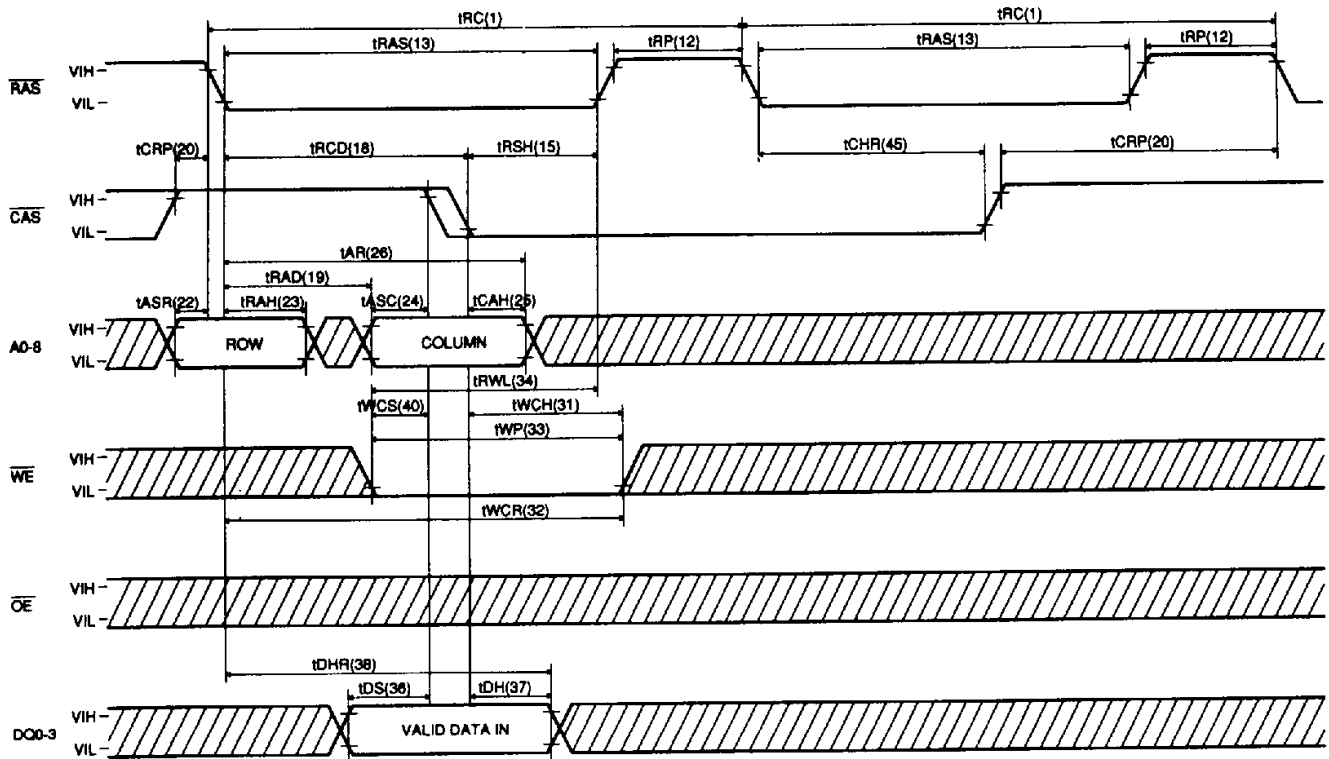 tRC(1) tRC(1)
tRAS(13) tRP(12) tRAS(13) tRP(12)
RAS VIH VIL
tCRP(20) tRCD(18) tRSH(15) tCHR(45) tCRP(20)
CAS VIH VIL
tAR(26)
tRAD(19)
tASR(22) tRAH(23) tASC(24) tCAH(25)
A0-8 VIH VIL ROW COLUMN
tRWL(34)
tWCS(40) tWCH(31)
tWP(33)
WE VIH VIL
tWCR(32)
OE VIH VIL
tDHR(38)
tDS(36) tDH(37)
DQ0-3 VIH VIL VALID DATA IN